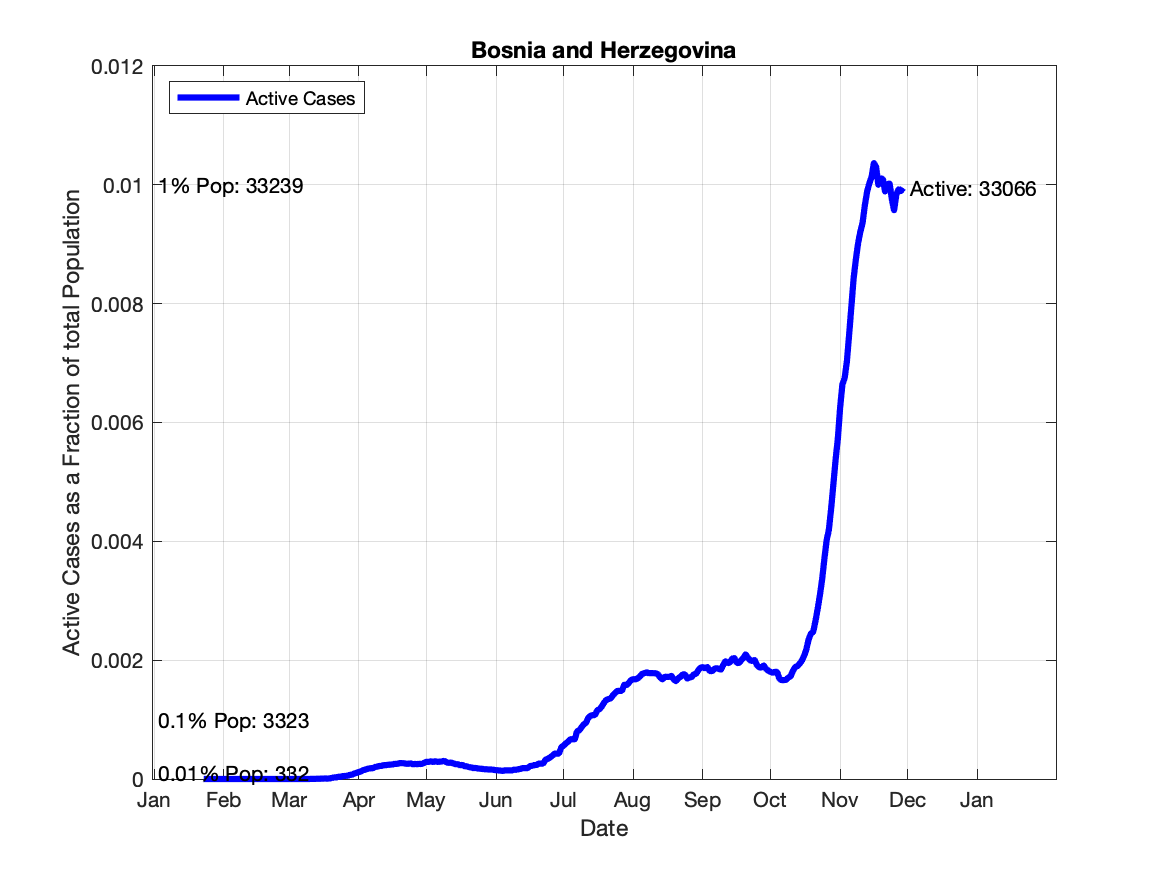 Bosnia and Herzegovina
0.012
Active Cases
0.01
1% Pop: 33239
Active: 33066
0.008
0.006
0.004
0.002
0.1% Pop: 3323
0
0.01% Pop: 332
Active Cases as a Fraction of total Population
Jan Feb Mar Apr May Jun Jul Aug Sep Oct Nov Dec Jan
Date